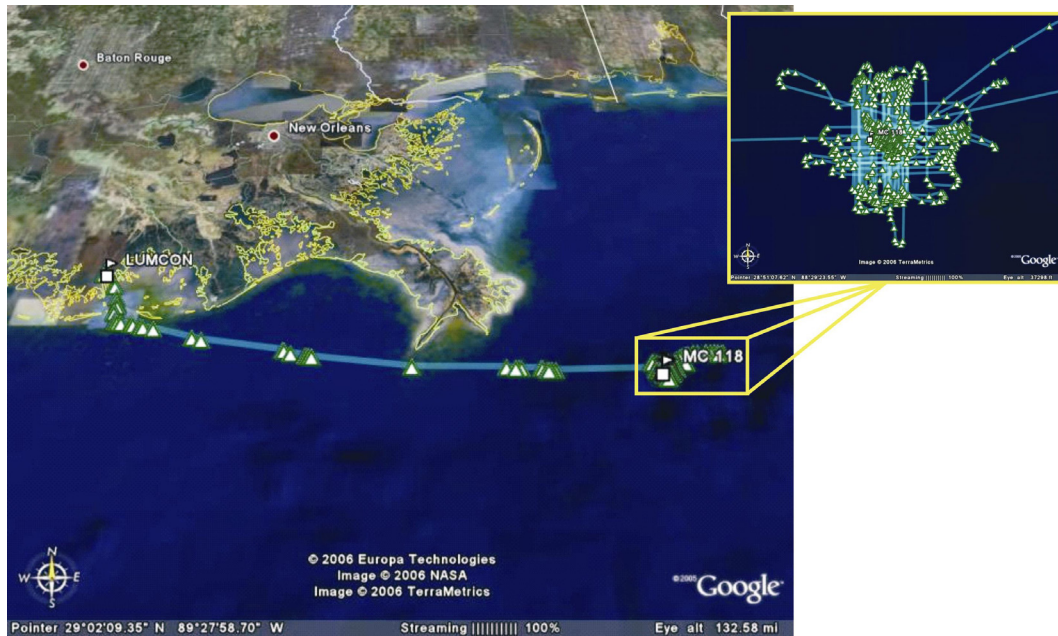 Baton Rouge
New Orleans
LUMCON
MC 118
N
W E
S
© 2006 Europa Technologies
Image © 2006 NASA
Image © 2006 TerraMetrics
©2005 Google
Pointer 29°02'09.35" N 89°27'58.70" W Streaming |||||||||| 100% Eye alt 132.58 mi
MC 118
Image © 2006 TerraMetrics
Google
Streaming |||||||||| 100%